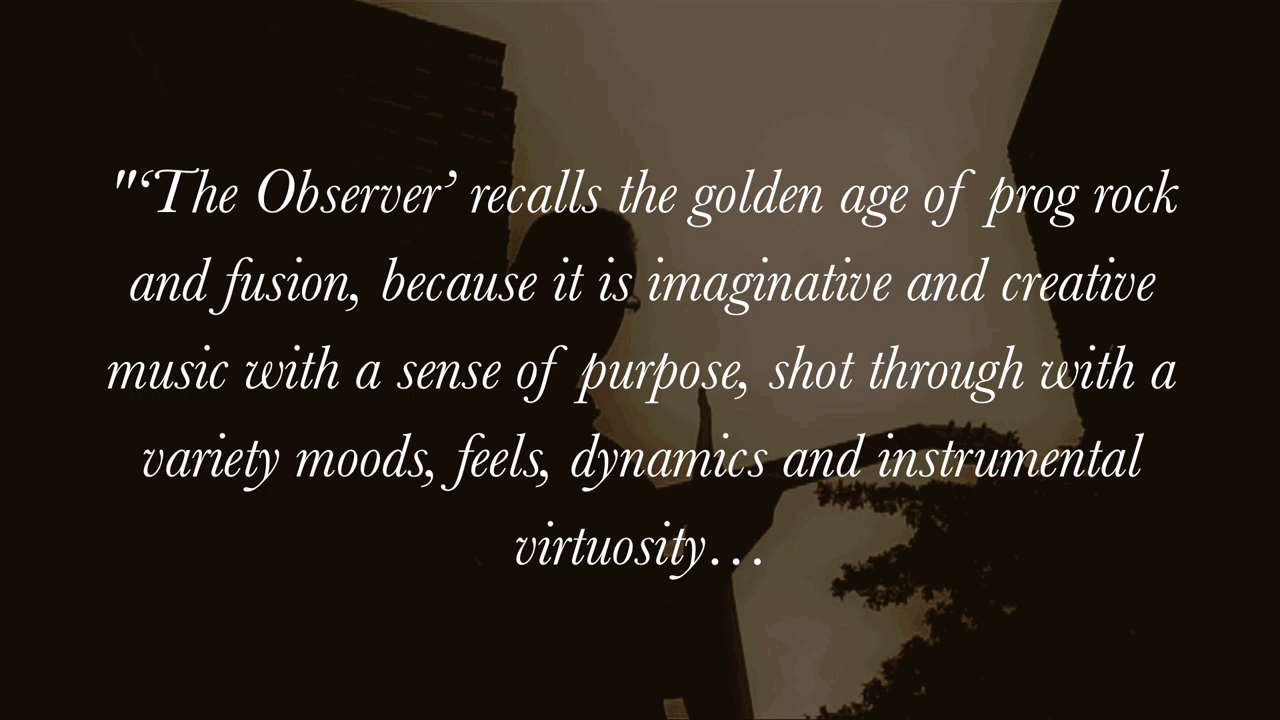 "‘The Observer’ recalls the golden age of prog rock
and fusion, because it is imaginative and creative
music with a sense of purpose, shot through with a
variety moods, feels, dynamics and instrumental
virtuosity…